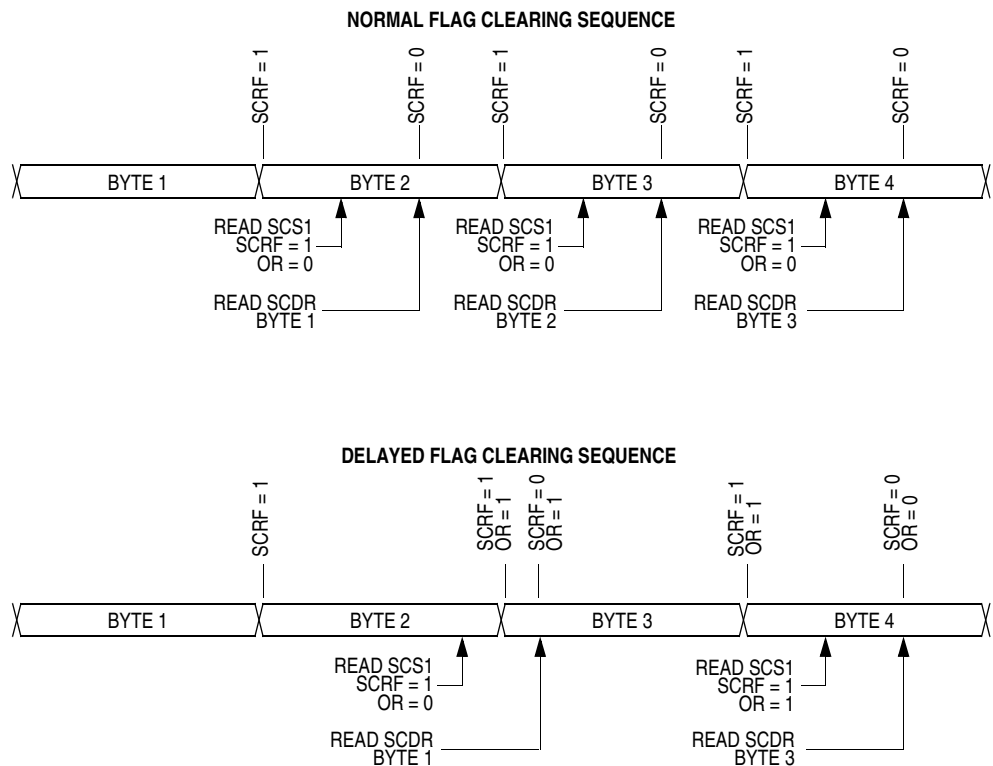 NORMAL FLAG CLEARING SEQUENCE
SCRF = 1
SCRF = 0
SCRF = 1
SCRF = 0
SCRF = 1
SCRF = 0
BYTE 1
BYTE 2
BYTE 3
BYTE 4
READ SCS1
SCRF = 1
OR = 0
READ SCS1
SCRF = 1
OR = 0
READ SCS1
SCRF = 1
OR = 0
READ SCDR
BYTE 1
READ SCDR
BYTE 2
READ SCDR
BYTE 3
DELAYED FLAG CLEARING SEQUENCE
SCRF = 1
SCRF = 1
OR = 1
SCRF = 0
OR = 1
SCRF = 1
OR = 1
SCRF = 0
OR = 0
BYTE 1
BYTE 2
BYTE 3
BYTE 4
READ SCS1
SCRF = 1
OR = 0
READ SCS1
SCRF = 1
OR = 1
READ SCDR
BYTE 1
READ SCDR
BYTE 3